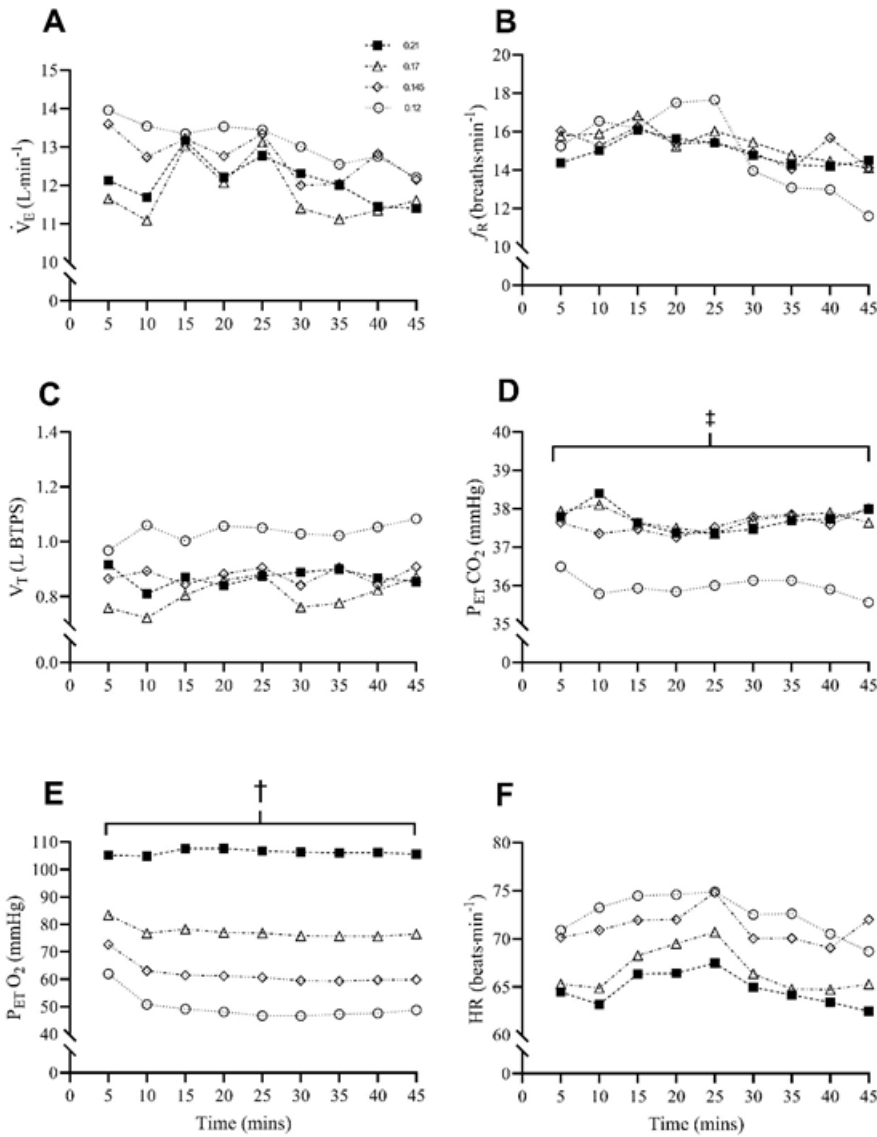 A
0.21
0.17
0.145
0.12
V̇E (L·min-1)
15
14
13
12
11
10
0
0 5 10 15 20 25 30 35 40 45
B
fR (breaths·min-1)
20
18
16
14
12
10
0
0 5 10 15 20 25 30 35 40 45
C
VT (L BTPS)
1.4
1.2
1.0
0.8
0.0
0 5 10 15 20 25 30 35 40 45
D
‡
PET CO2 (mmHg)
40
39
38
37
36
35
0
0 5 10 15 20 25 30 35 40 45
E
†
PET O2 (mmHg)
110
100
90
80
70
60
50
40
0
0 5 10 15 20 25 30 35 40 45
Time (mins)
F
HR (beats·min-1)
80
75
70
65
60
0
0 5 10 15 20 25 30 35 40 45
Time (mins)